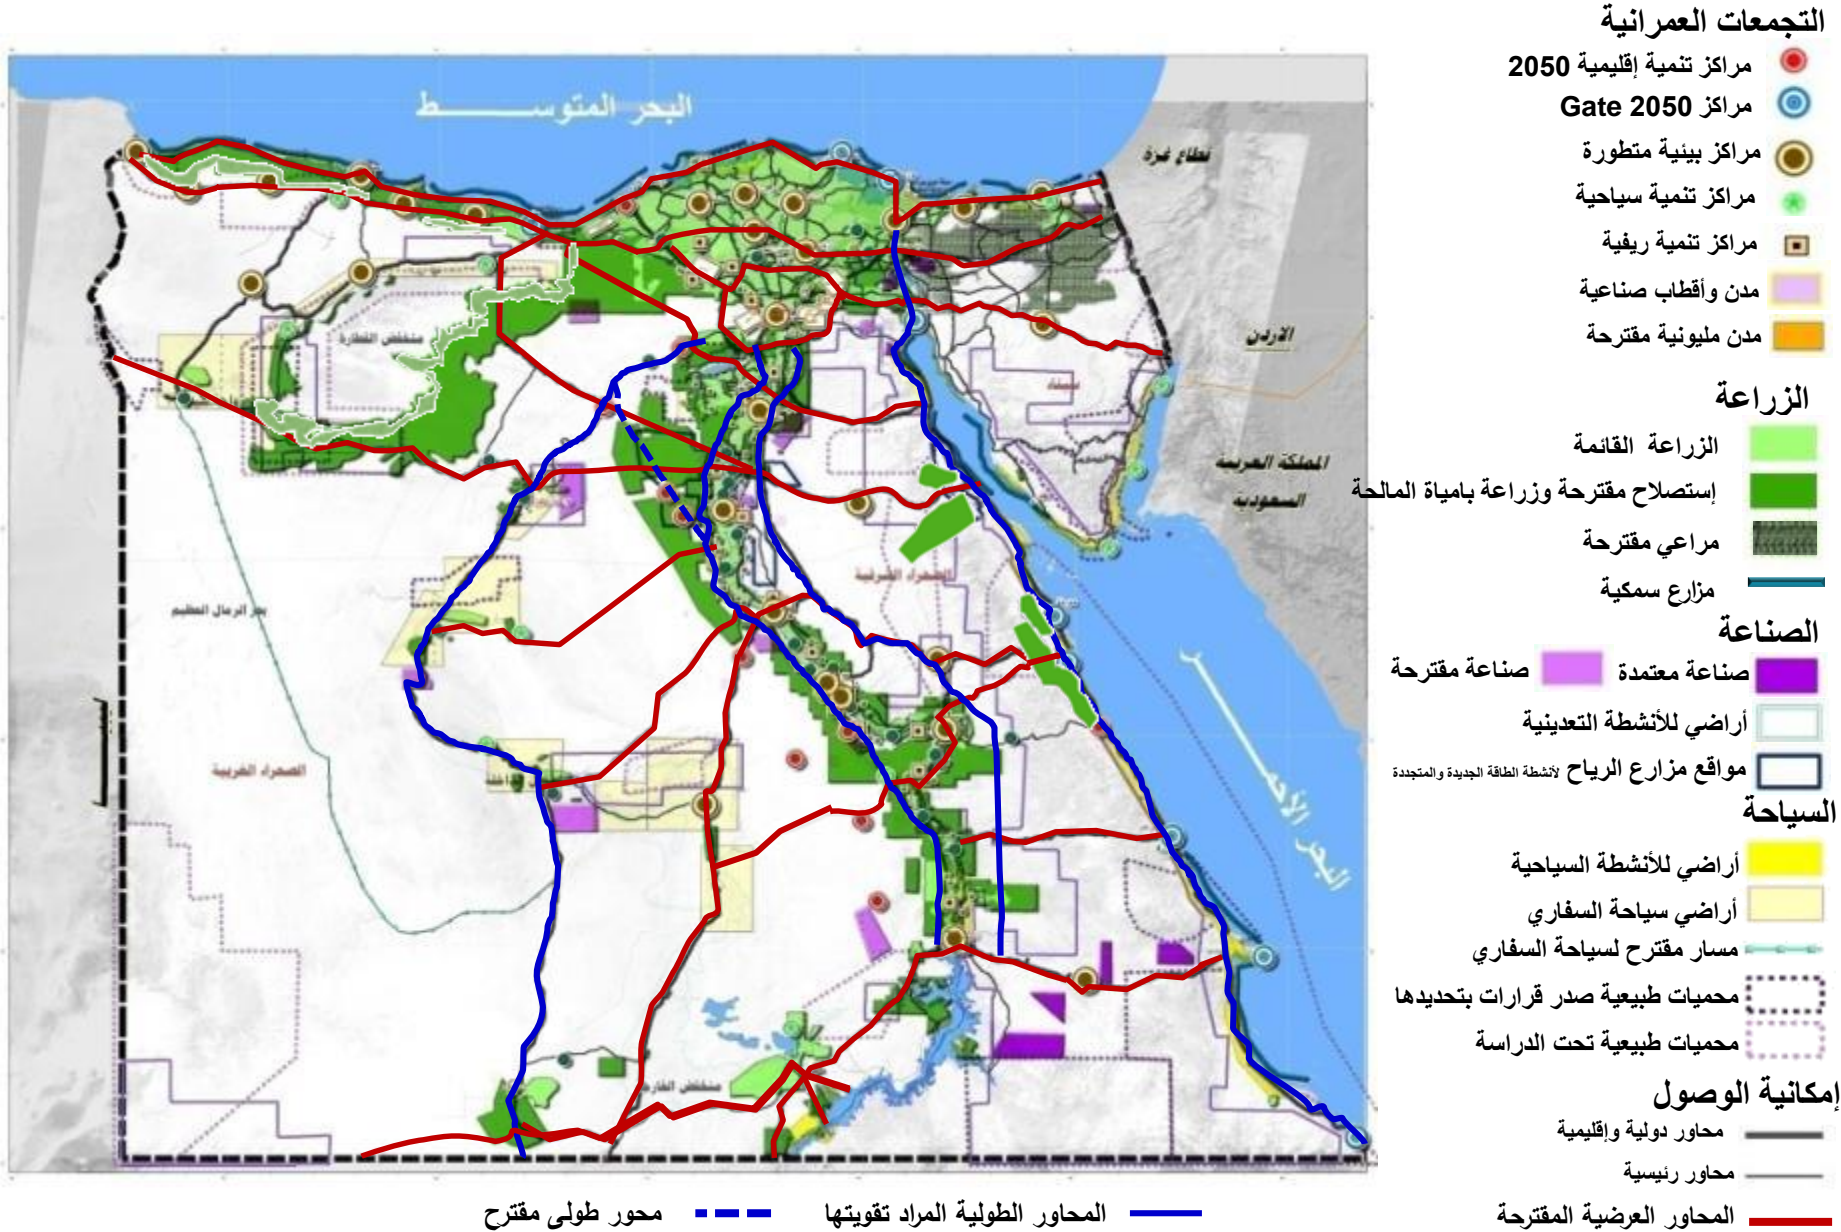 التجمعات العمرانية
مراكز تنمية إقليمية 2050
مراكز Gate 2050
مراكز بيئية متطورة
مراكز تنمية سياحية
مراكز تنمية ريفية
مدن وأقطاب صناعية
مدن مليونية مقترحة
الزراعة
الزراعة القائمة
إستصلاح مقترحة وزراعة بامياة المالحة
مراعي مقترحة
مزارع سمكية
الصناعة
صناعة معتمدة
صناعة مقترحة
أراضي للأنشطة التعدينية
مواقع مزارع الرياح لأنشطة الطاقة الجديدة والمتجددة
السياحة
أراضي للأنشطة السياحية
أراضي سياحة السفاري
مسار مقترح لسياحة السفاري
محميات طبيعية صدر قرارات بتحديدها
محميات طبيعية تحت الدراسة
إمكانية الوصول
محاور دولية وإقليمية
محاور رئيسية
المحاور العرضية المقترحة
المحاور الطولية المراد تقويتها
محور طولى مقترح
البحر المتوســـــــــط
قطاع غزة
الاردن
سيناء
المملكة العربية
السعودية
منخفض القطارة
الصحراء الشرقية
بحر الرمال العظيم
الصحراء الغربية
البحر الأحمر